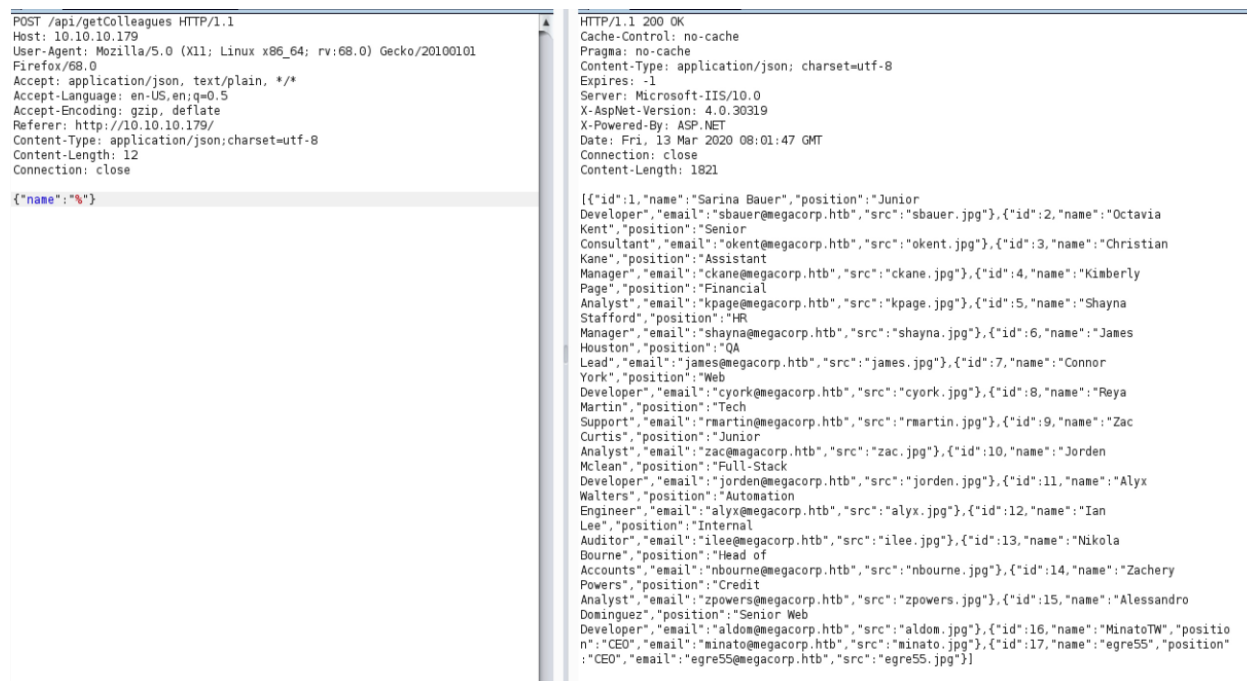 POST /api/getColleagues HTTP/1.1
Host: 10.10.10.179
User-Agent: Mozilla/5.0 (X11; Linux x86_64; rv:68.0) Gecko/20100101
Firefox/68.0
Accept: application/json, text/plain, */*
Accept-Language: en-US,en;q=0.5
Accept-Encoding: gzip, deflate
Referer: http://10.10.10.179/
Content-Type: application/json;charset=utf-8
Content-Length: 12
Connection: close
{"name":"%"}
HTTP/1.1 200 OK
Cache-Control: no-cache
Pragma: no-cache
Content-Type: application/json; charset=utf-8
Expires: -1
Server: Microsoft-IIS/10.0
X-AspNet-Version: 4.0.30319
X-Powered-By: ASP.NET
Date: Fri, 13 Mar 2020 08:01:47 GMT
Connection: close
Content-Length: 1821
[{"id":1,"name":"Sarina Bauer","position":"Junior
Developer","email":"sbauer@megacorp.htb","src":"sbauer.jpg"},{"id":2,"name":"Octavia
Kent","position":"Senior
Consultant","email":"okent@megacorp.htb","src":"okent.jpg"},{"id":3,"name":"Christian
Kane","position":"Assistant
Manager","email":"ckane@megacorp.htb","src":"ckane.jpg"},{"id":4,"name":"Kimberly
Page","position":"Financial
Analyst","email":"kpage@megacorp.htb","src":"kpage.jpg"},{"id":5,"name":"Shayna
Stafford","position":"HR
Manager","email":"shayna@megacorp.htb","src":"shayna.jpg"},{"id":6,"name":"James
Houston","position":"QA
Lead","email":"james@megacorp.htb","src":"james.jpg"},{"id":7,"name":"Connor
York","position":"Web
Developer","email":"cyork@megacorp.htb","src":"cyork.jpg"},{"id":8,"name":"Reya
Martin","position":"Tech
Support","email":"rmartin@megacorp.htb","src":"rmartin.jpg"},{"id":9,"name":"Zac
Curtis","position":"Junior
Analyst","email":"zac@magacorp.htb","src":"zac.jpg"},{"id":10,"name":"Jorden
Mclean","position":"Full-Stack
Developer","email":"jorden@megacorp.htb","src":"jorden.jpg"},{"id":11,"name":"Alyx
Walters","position":"Automation
Engineer","email":"alyx@megacorp.htb","src":"alyx.jpg"},{"id":12,"name":"Ian
Lee","position":"Internal
Auditor","email":"ilee@megacorp.htb","src":"ilee.jpg"},{"id":13,"name":"Nikola
Bourne","position":"Head of
Accounts","email":"nbourne@megacorp.htb","src":"nbourne.jpg"},{"id":14,"name":"Zachery
Powers","position":"Credit
Analyst","email":"zpowers@megacorp.htb","src":"zpowers.jpg"},{"id":15,"name":"Alessandro
Dominguez","position":"Senior Web
Developer","email":"aldom@megacorp.htb","src":"aldom.jpg"},{"id":16,"name":"MinatoTW","positio
n":"CEO","email":"minato@megacorp.htb","src":"minato.jpg"},{"id":17,"name":"egre55","position"
:"CEO","email":"egre55@megacorp.htb","src":"egre55.jpg"}]